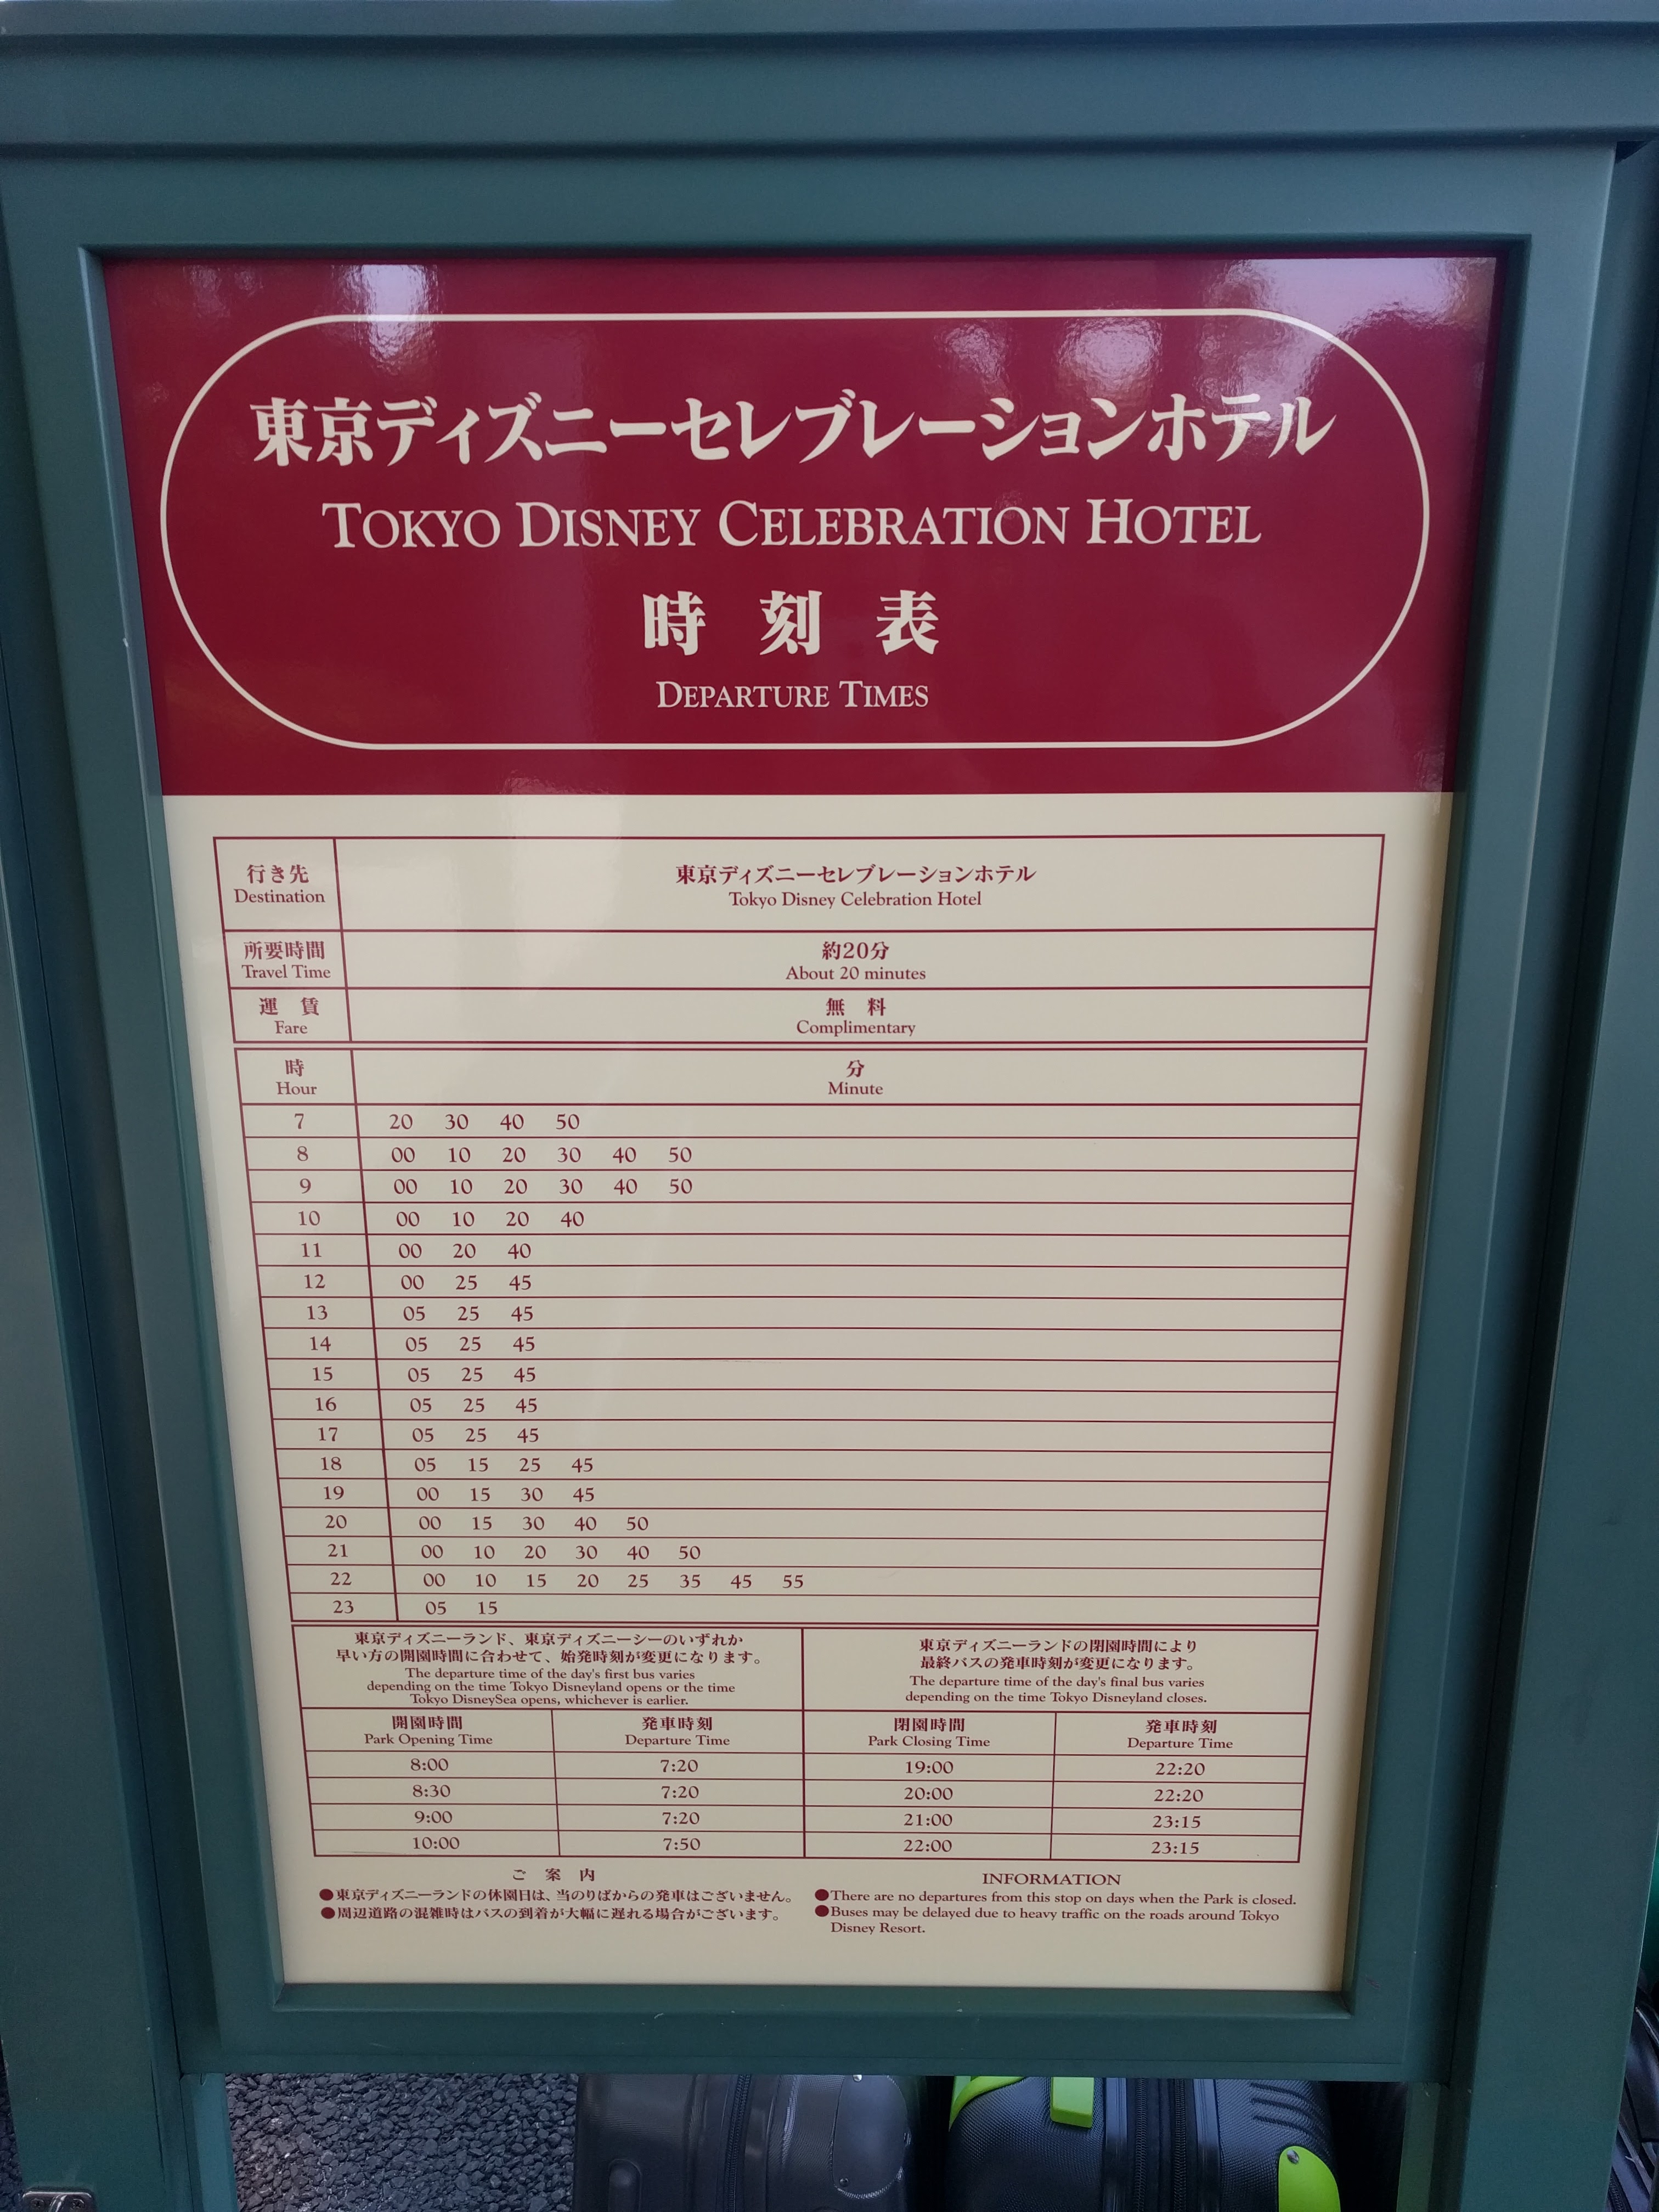 東京ディズニーセレブレーションホテル
TOKYO DISNEY CELEBRATION HOTEL
時 刻 表
DEPARTURE TIMES
行き先
Destination
東京ディズニーセレブレーションホテル
Tokyo Disney Celebration Hotel
所要時間
Travel Time
約20分
About 20 minutes
運 賃
Fare
無 料
Complimentary
時
Hour
分
Minute
7 20 30 40 50
8 00 10 20 30 40 50
9 00 10 20 30 40 50
10 00 10 20 40
11 00 20 40
12 00 25 45
13 05 25 45
14 05 25 45
15 05 25 45
16 05 25 45
17 05 25 45
18 05 15 25 45
19 00 15 30 45
20 00 15 30 40 50
21 00 10 20 30 40 50
22 00 10 15 20 25 35 45 55
23 05 15
東京ディズニーランド、東京ディズニーシーのいずれか
早い方の開園時間に合わせて、始発時刻が変更になります。
The departure time of the day's first bus varies
depending on the time Tokyo Disneyland opens or the time
Tokyo DisneySea opens, whichever is earlier.
東京ディズニーランドの閉園時間により
最終バスの発車時刻が変更になります。
The departure time of the day's final bus varies
depending on the time Tokyo Disneyland closes.
開園時間 発車時刻 閉園時間 発車時刻
Park Opening Time Departure Time Park Closing Time Departure Time
8:00 7:20 19:00 22:20
8:30 7:20 20:00 22:20
9:00 7:20 21:00 23:15
10:00 7:50 22:00 23:15
ご 案 内
●東京ディズニーランドの休園日は、当のりばからの発車はございません。
●周辺道路の混雑時はバスの到着が大幅に遅れる場合がございます。
INFORMATION
●There are no departures from this stop on days when the Park is closed.
●Buses may be delayed due to heavy traffic on the roads around Tokyo
Disney Resort.